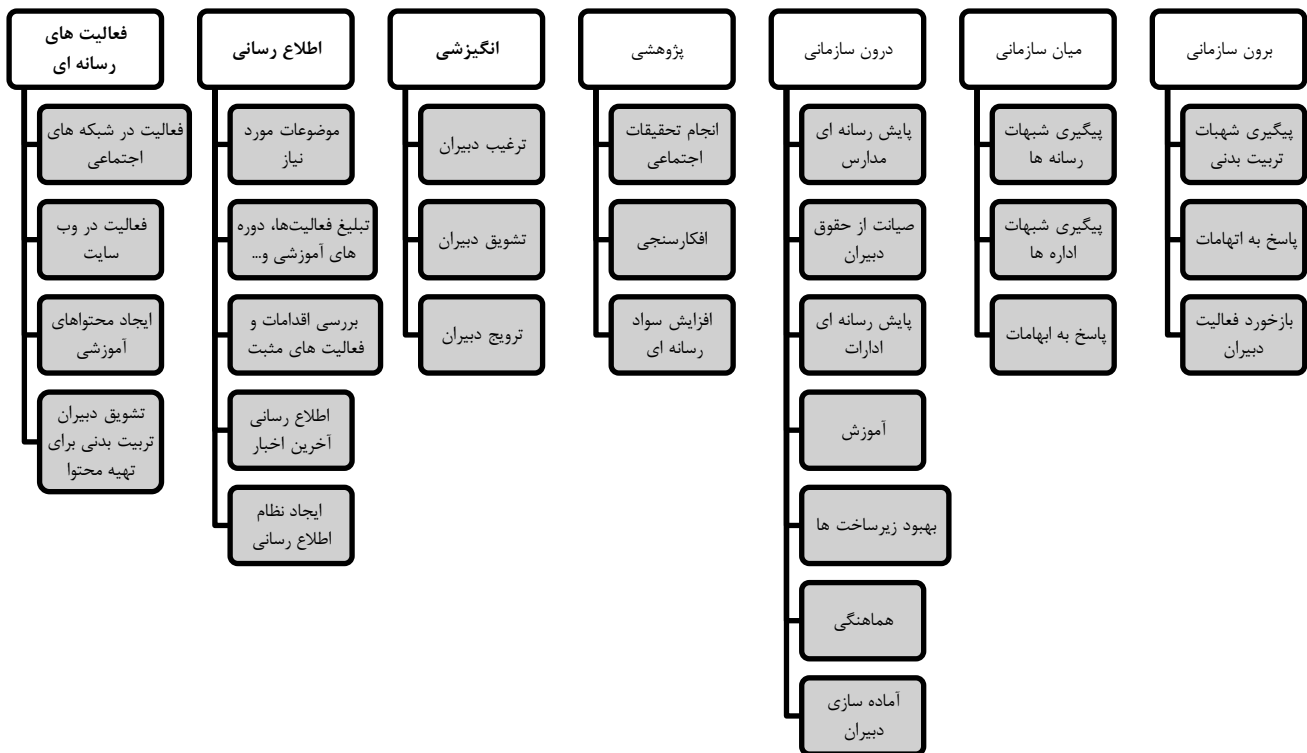 برون سازمانی
پیگیری شهبات
تربیت بدنی
پاسخ به اتهامات
بازخورد فعالیت
دبیران
میان سازمانی
پیگیری شبهات
رسانه ها
پیگیری شبهات
اداره ها
پاسخ به ابهامات
درون سازمانی
پایش رسانه ای
مدارس
صیانت از حقوق
دبیران
پایش رسانه ای
ادارات
آموزش
بهبود زیرساخت ها
هماهنگی
آماده سازی
دبیران
پژوهشی
انجام تحقیقات
اجتماعی
افکارسنجی
افزایش سواد
رسانه ای
انگیزشی
ترغیب دبیران
تشویق دبیران
ترویج دبیران
اطلاع رسانی
موضوعات مورد
نیاز
تبلیغ فعالیت‌ها، دوره
های آموزشی و...
بررسی اقدامات و
فعالیت های مثبت
اطلاع رسانی
آخرین اخبار
ایجاد نظام
اطلاع رسانی
فعالیت های
رسانه ای
فعالیت در شبکه های
اجتماعی
فعالیت در وب
سایت
ایجاد محتواهای
آموزشی
تشویق دبیران
تربیت بدنی برای
تهیه محتوا